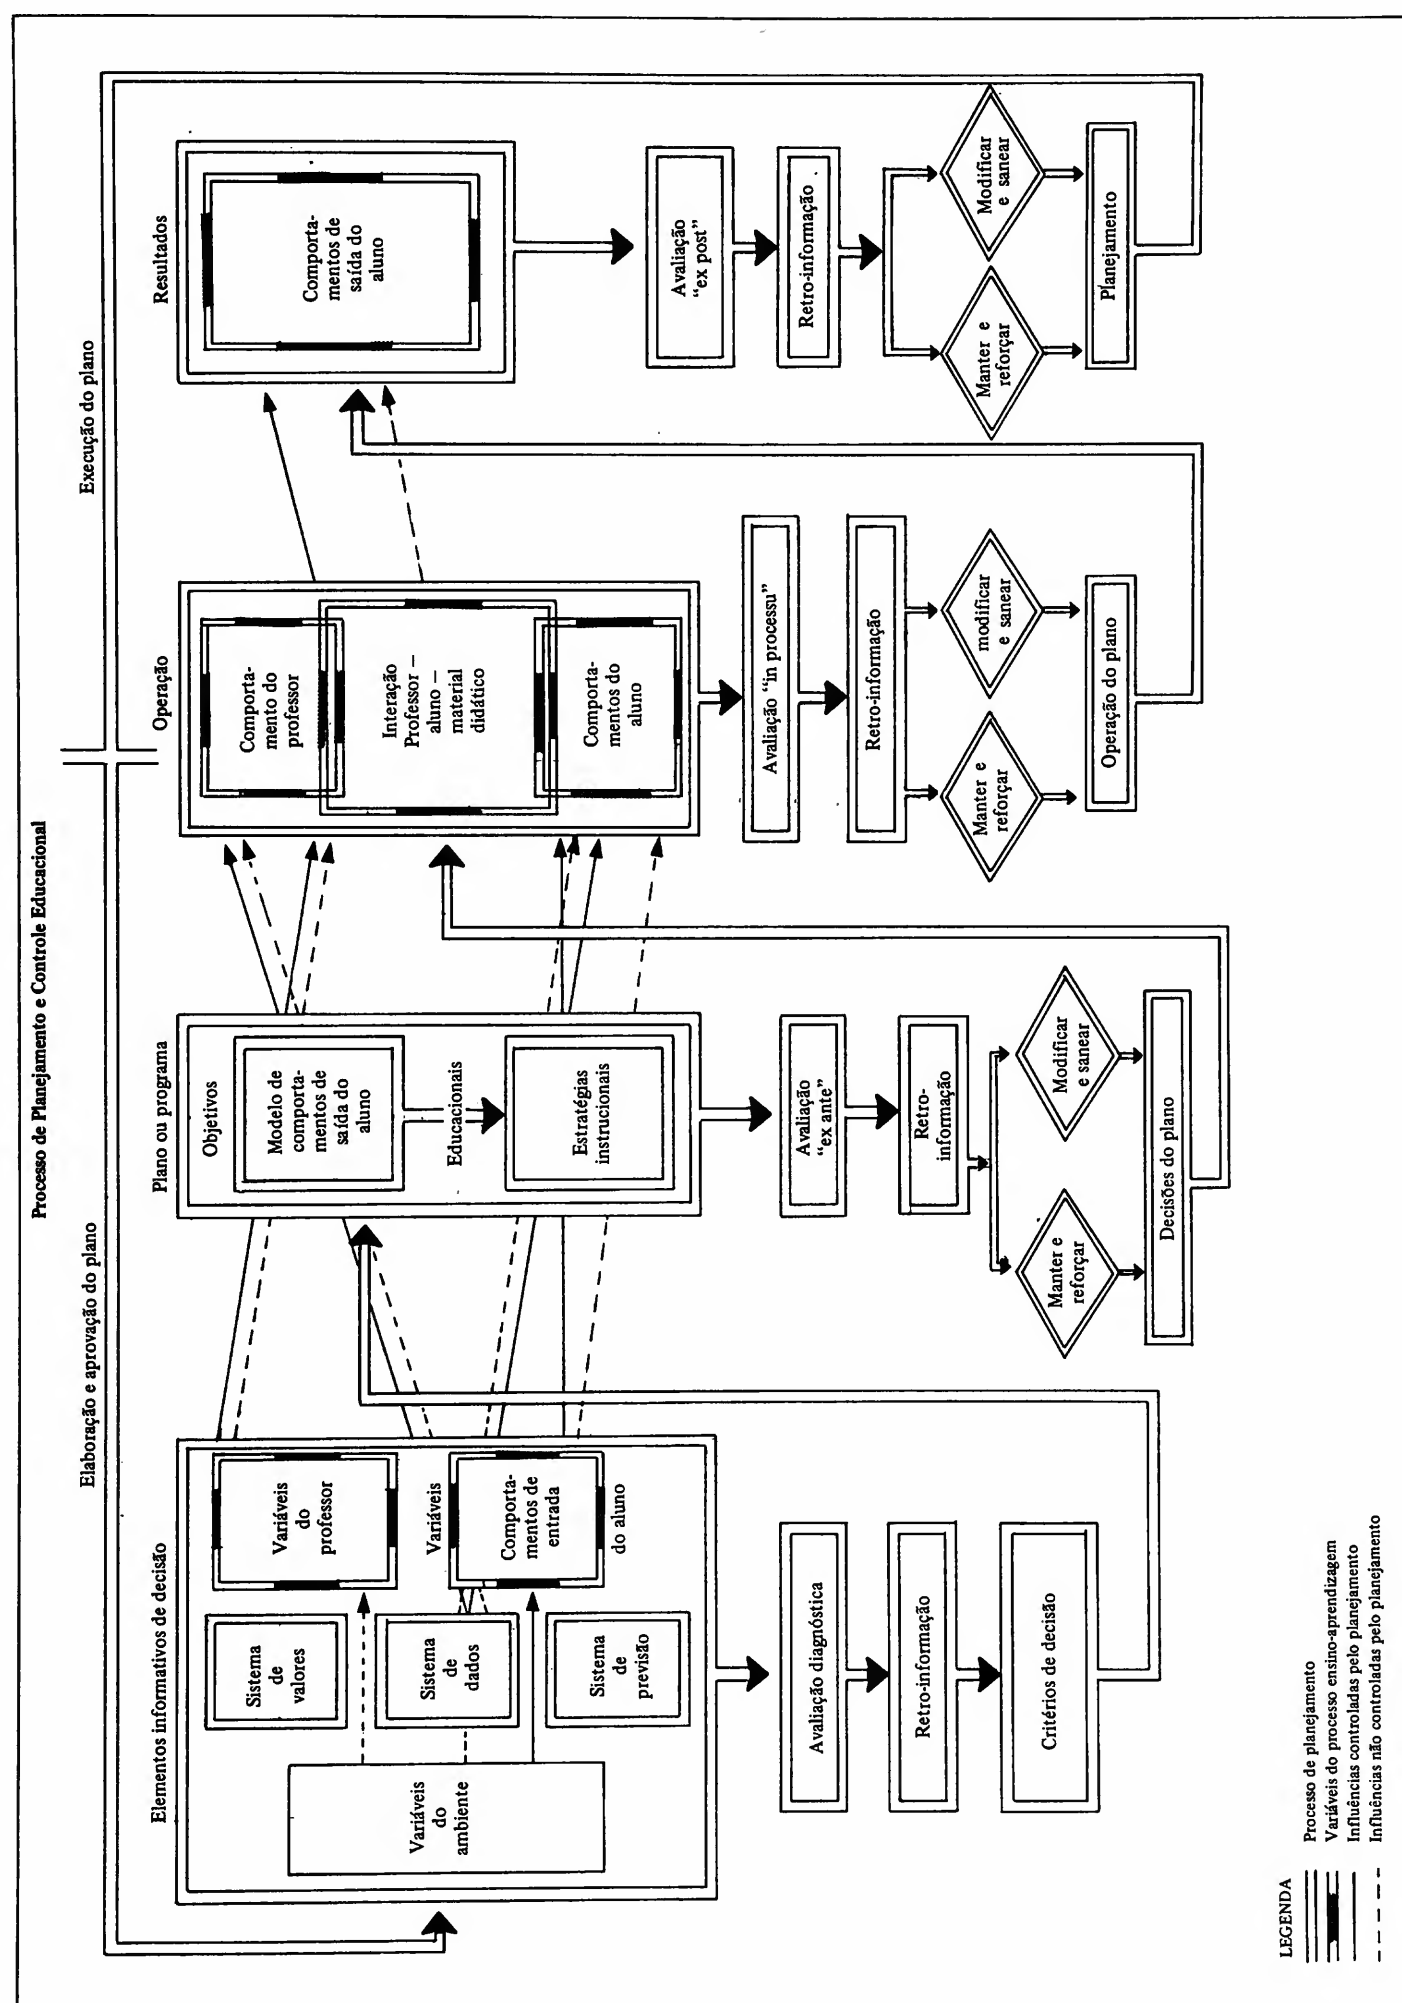 Processo de Planejamento e Controle Educacional
Elaboração e aprovação do plano
Execução do plano
Elementos informativos de decisão
Variáveis
do
ambiente
Sistema
de
valores
Sistema
de
dados
Sistema
de
previsão
Variáveis
do
professor
Variáveis
Comporta-
mentos de
entrada
do aluno
Avaliação diagnóstica
Retro-informação
Critérios de decisão
Plano ou programa
Objetivos
Modelo de
comporta-
mentos de
saída do
aluno
Educacionais
Estratégias
instrucionais
Avaliação
“ex ante”
Retro-
informação
Manter e
reforçar
Modificar
e sanear
Decisões do plano
Operação
Comporta-
mento do
professor
Interação
Professor –
aluno –
material
didático
Comporta-
mentos do
aluno
Avaliação “in processu”
Retro-informação
Manter e
reforçar
modificar
e sanear
Operação do plano
Resultados
Comporta-
mentos de
saída do
aluno
Avaliação
“ex post”
Retro-informação
Manter e
reforçar
Modificar
e sanear
Planejamento
LEGENDA
Processo de planejamento
Variáveis do processo ensino-aprendizagem
Influências controladas pelo planejamento
Influências não controladas pelo planejamento